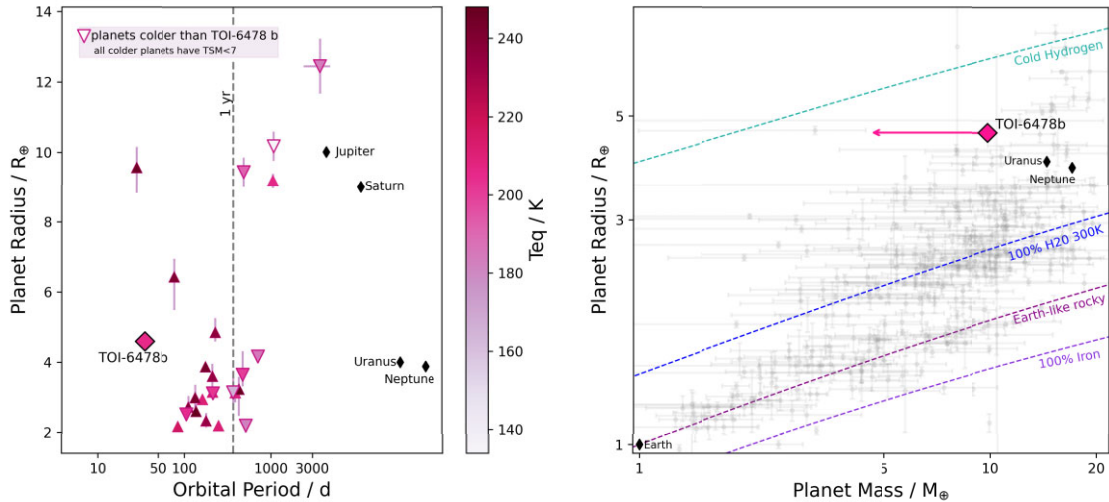 planets colder than TOI-6478 b
all colder planets have TSM<7
1 yr
Jupiter
Saturn
TOI-6478b
Uranus
Neptune
14
12
10
8
6
4
2
Planet Radius / R⊕
10
50
100
1000
3000
Orbital Period / d
240
220
200
180
160
140
Teq / K
Cold Hydrogen
TOI-6478b
Uranus
Neptune
100% H20 300K
Earth-like rocky
100% Iron
Earth
5
3
1
Planet Radius / R⊕
1
5
10
20
Planet Mass / M⊕